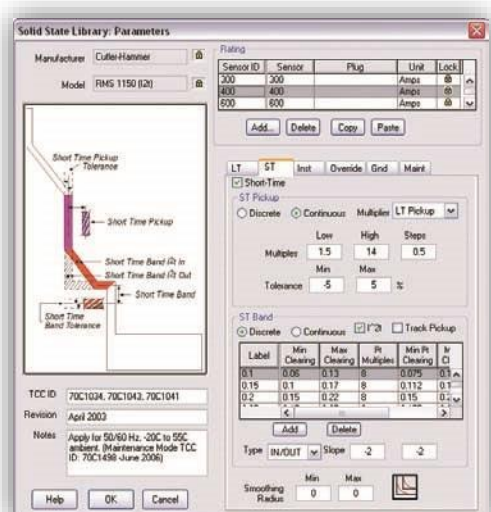 Solid State Library: Parameters
Manufacturer Cutler-Hammer
Model RMS 1150 (I2t)
Rating
Sensor ID Sensor Plug Unit Lock
300 300 Amps
400 400 Amps
600 600 Amps
Add... Delete Copy Paste
Short Time Pickup
Tolerance
Short Time Pickup
Short Time Band I2t In
Short Time Band I2t Out
Short Time Band
Short Time
Band Tolerance
LT ST Inst Override Gnd Maint
Short-Time
ST Pickup
Discrete Continuous Multiplier LT Pickup
Low High Steps
Multiples 1.5 14 0.5
Min Max
Tolerance -5 5 %
ST Band
Discrete Continuous I^2t Track Pickup
Label Min Clearing Max Clearing Pt Multiples Min Pt Clearing
0.1 0.06 0.13 8 0.075
0.15 0.1 0.17 8 0.112
0.2 0.15 0.22 8 0.15
Add Delete
Type IN/OUT Slope -2 -2
Min Max
Smoothing Radius 0 0
TCC ID 70C1034, 70C1043, 70C1041
Revision April 2003
Notes Apply for 50/60 Hz, -20C to 55C
ambient. (Maintenance Mode TCC
ID: 70C1498 -June 2006)
Help OK Cancel